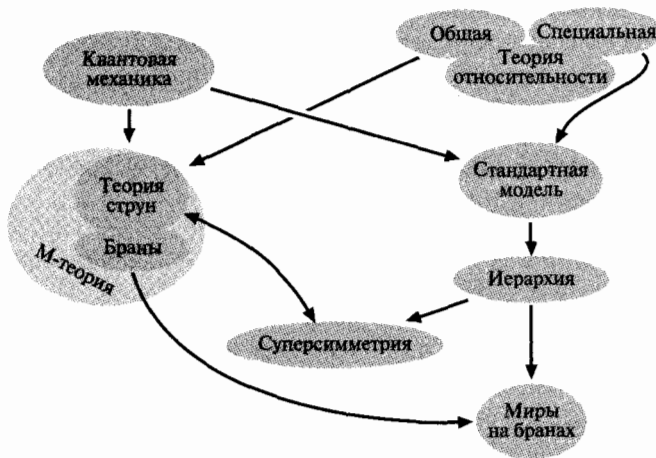 Общая
Специальная
Теория
относительности
Квантовая
механика
Теория
струн
Браны
М-теория
Стандартная
модель
Иерархия
Суперсимметрия
Миры
на бранах